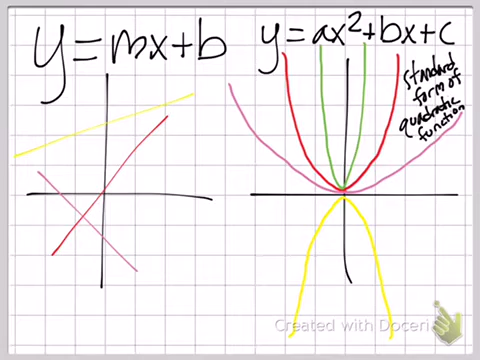 y=mx+b
y=ax²+bx+c
standard
form of
quadratic
function
Created with Doceri